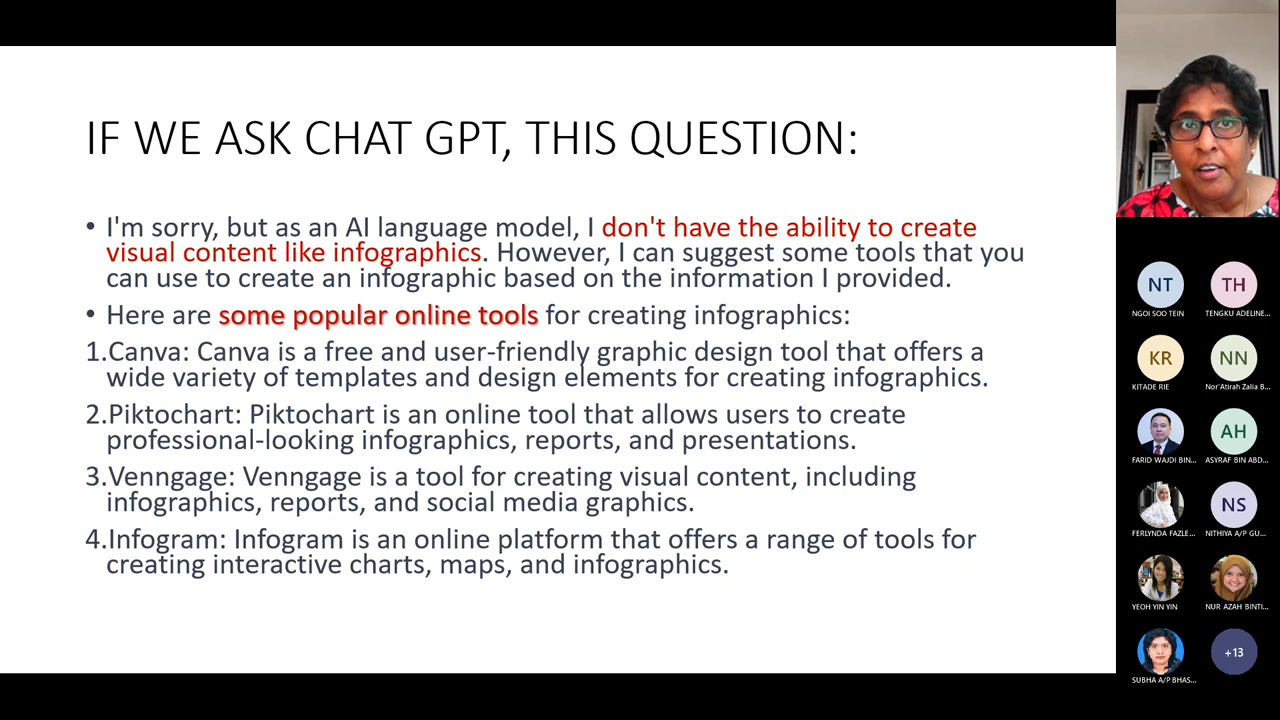 IF WE ASK CHAT GPT, THIS QUESTION:
• I'm sorry, but as an AI language model, I don't have the ability to create
visual content like infographics. However, I can suggest some tools that you
can use to create an infographic based on the information I provided.
• Here are some popular online tools for creating infographics:
1.Canva: Canva is a free and user-friendly graphic design tool that offers a
wide variety of templates and design elements for creating infographics.
2.Piktochart: Piktochart is an online tool that allows users to create
professional-looking infographics, reports, and presentations.
3.Venngage: Venngage is a tool for creating visual content, including
infographics, reports, and social media graphics.
4.Infogram: Infogram is an online platform that offers a range of tools for
creating interactive charts, maps, and infographics.
NT TH
NGOI SOO TEIN TENGKU ADELINE...
KR NN
KITADE RIE Nor'Atirah Zalia B...
AH
FARID WAJDI BIN... ASYRAF BIN ABD...
NS
FERLYNDA FAZLE... NITHIYA A/P GU...
YEOH YIN YIN NUR AZAH BINTI...
+13
SUBHA A/P BHAS...